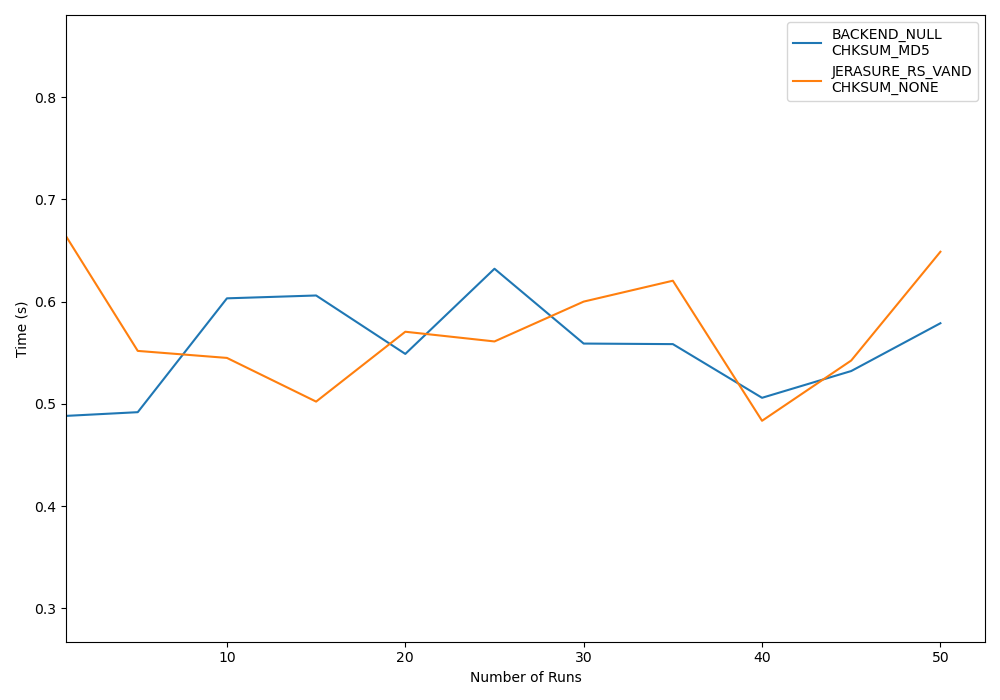 BACKEND_NULL
CHKSUM_MD5
JERASURE_RS_VAND
CHKSUM_NONE
0.8
0.7
0.6
0.5
0.4
0.3
Time (s)
10
20
30
40
50
Number of Runs